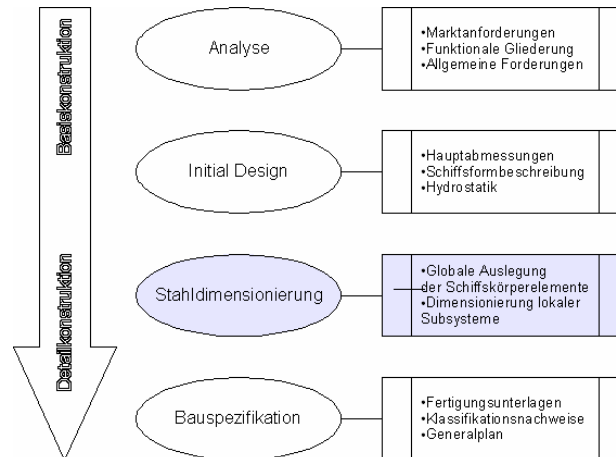 Basiskonstruktion
Detailkonstruktion
Analyse
•Marktanforderungen
•Funktionale Gliederung
•Allgemeine Forderungen
Initial Design
•Hauptabmessungen
•Schiffsformbeschreibung
•Hydrostatik
Stahldimensionierung
•Globale Auslegung
der Schiffskörperelemente
•Dimensionierung lokaler
Subsysteme
Bauspezifikation
•Fertigungsunterlagen
•Klassifikationnachweise
•Generalplan